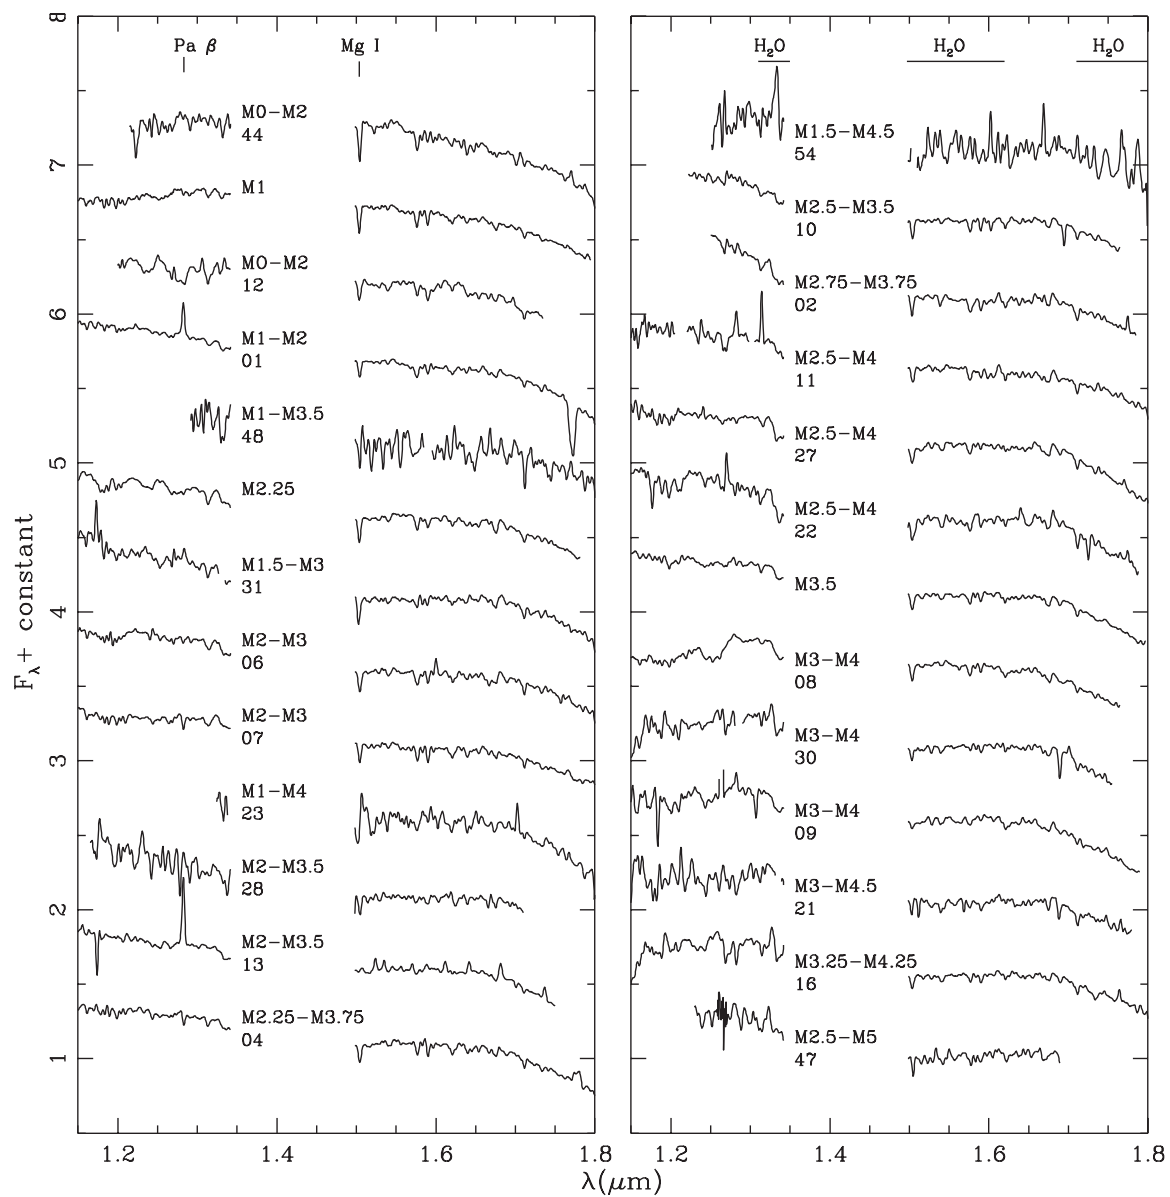 8
7
6
5
4
3
2
1
F_λ + constant
Pa β
Mg I
M0−M2
44
M1
M0−M2
12
M1−M2
01
M1−M3.5
48
M2.25
M1.5−M3
31
M2−M3
06
M2−M3
07
M1−M4
23
M2−M3.5
28
M2−M3.5
13
M2.25−M3.75
04
1.2
1.4
1.6
1.8
H₂O
H₂O
H₂O
M1.5−M4.5
54
M2.5−M3.5
10
M2.75−M3.75
02
M2.5−M4
11
M2.5−M4
27
M2.5−M4
22
M3.5
M3−M4
08
M3−M4
30
M3−M4
09
M3−M4.5
21
M3.25−M4.25
16
M2.5−M5
47
1.2
1.4
1.6
1.8
λ(μm)